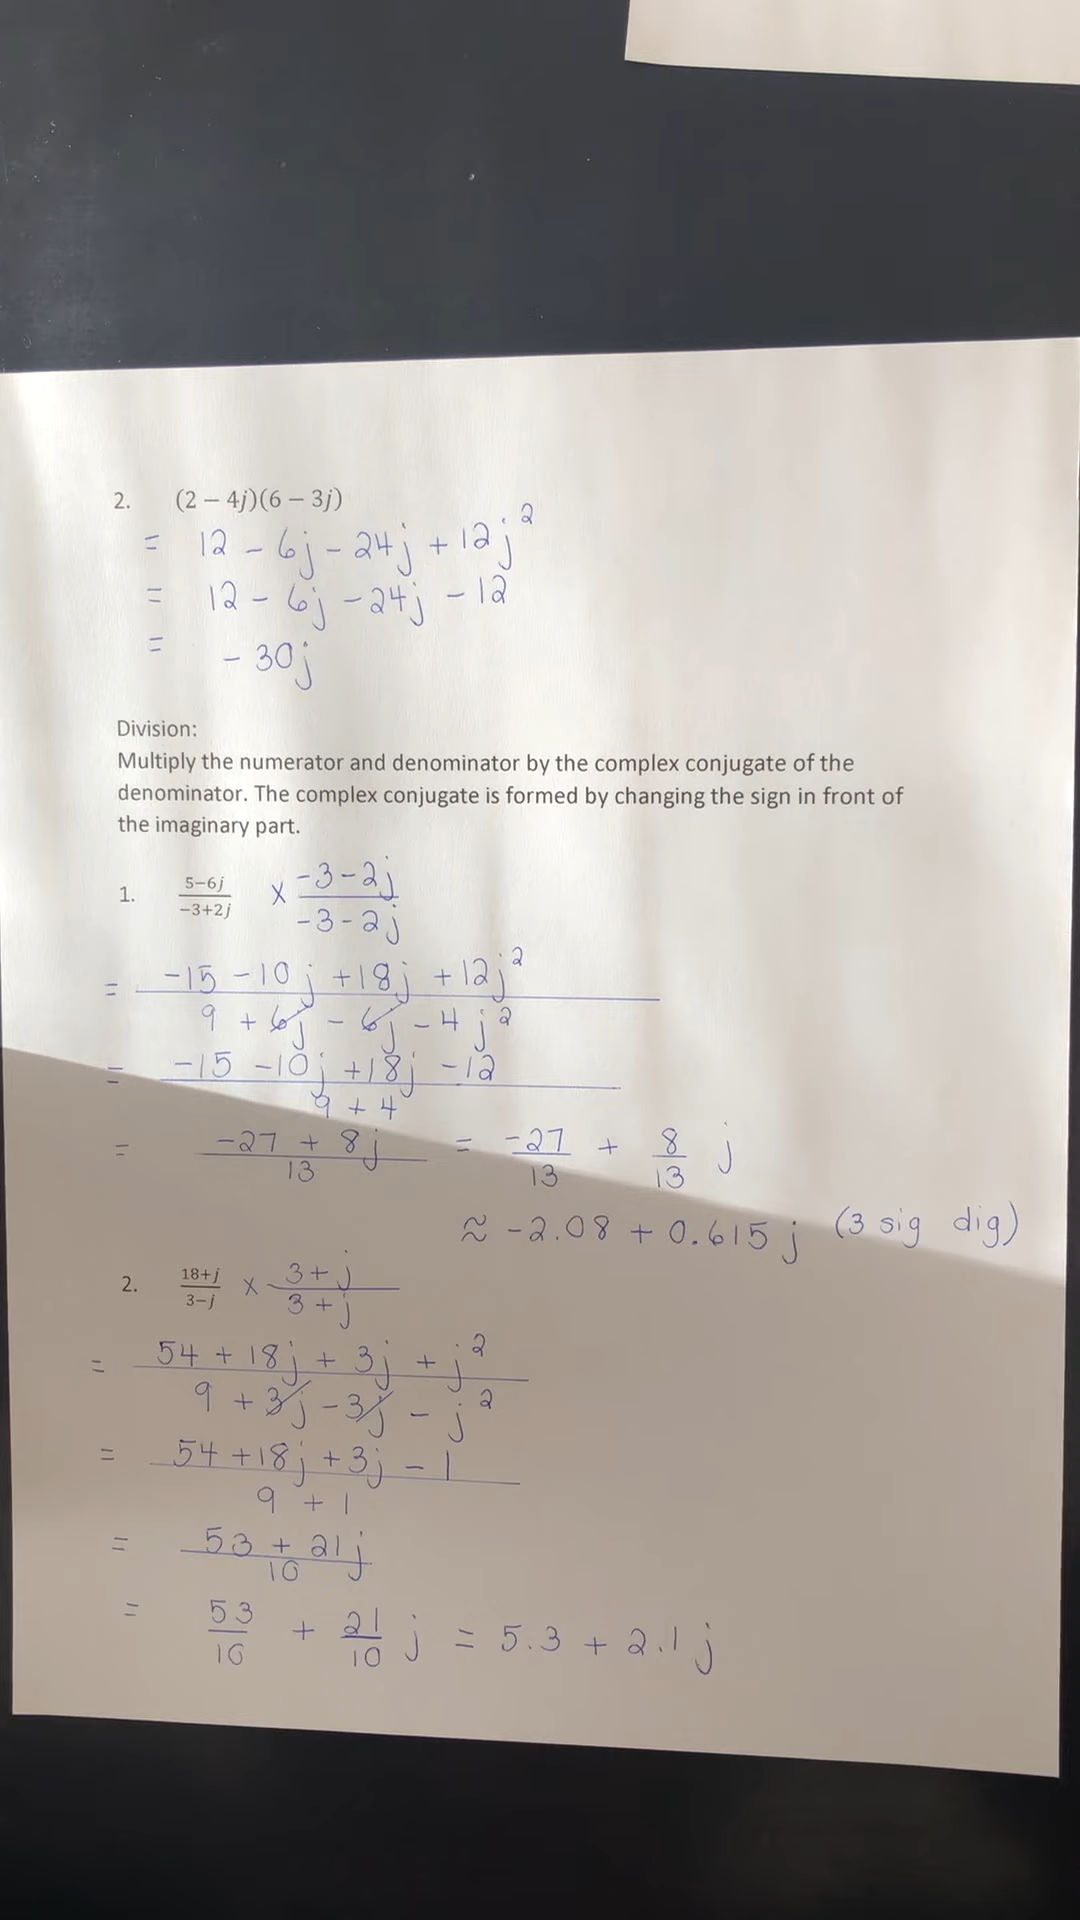 2. (2 – 4j)(6 – 3j)
= 12 - 6j - 24j + 12j²
= 12 - 6j - 24j - 12
= - 30j
Division:
Multiply the numerator and denominator by the complex conjugate of the
denominator. The complex conjugate is formed by changing the sign in front of
the imaginary part.
1. 5−6j / −3+2j × -3-2j / -3-2j
= -15 -10j +18j +12j² / 9 + 6j - 6j - 4j²
= -15 -10j +18j -12 / 9 + 4
= -27 + 8j / 13 = -27/13 + 8/13 j
≈ -2.08 + 0.615j (3 sig dig)
2. 18+j / 3−j × 3+j / 3+j
= 54 + 18j + 3j + j² / 9 + 3j - 3j - j²
= 54 +18j +3j - 1 / 9 + 1
= 53 + 21j / 10
= 53/10 + 21/10 j = 5.3 + 2.1j